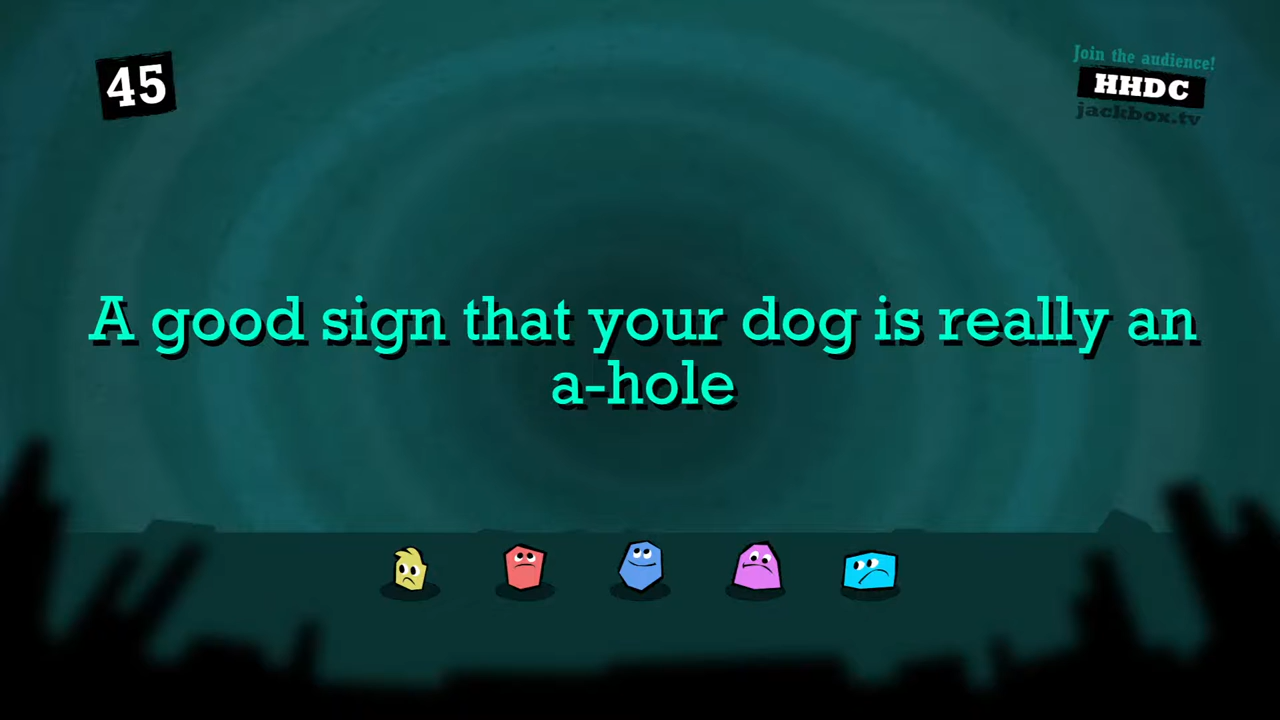 45
Join the audience!
HHDC
jackbox.tv
A good sign that your dog is really an
a-hole